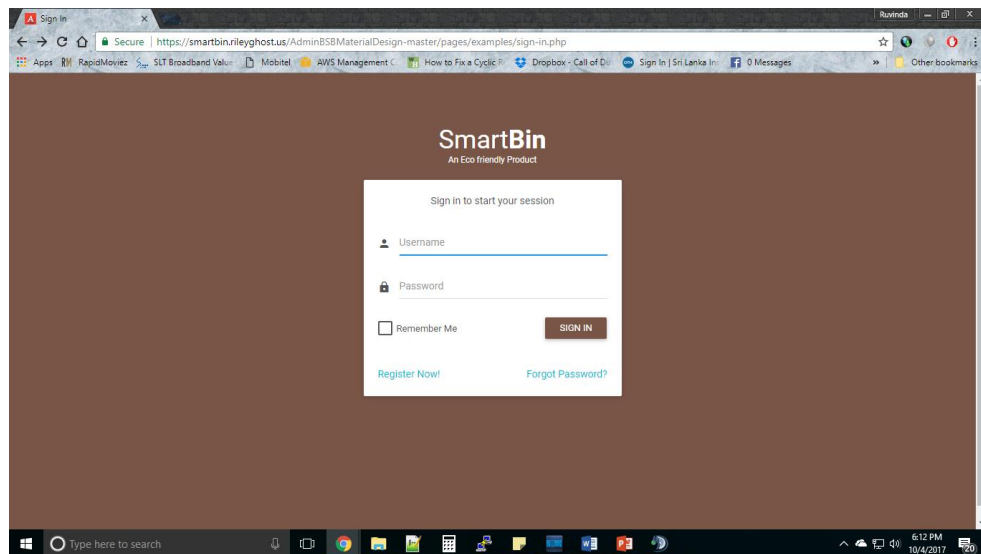 Sign In
Ruvinda
Secure | https://smartbin.rileyghost.us/AdminBSBMaterialDesign-master/pages/examples/sign-in.php
Apps RM RapidMoviez SLT Broadband Value Mobitel AWS Management C How to Fix a Cyclic R Dropbox - Call of Du Sign In | Sri Lanka In 0 Messages » Other bookmarks
SmartBin
An Eco friendly Product
Sign in to start your session
Username
Password
Remember Me SIGN IN
Register Now! Forgot Password?
Type here to search
6:12 PM
10/4/2017
20